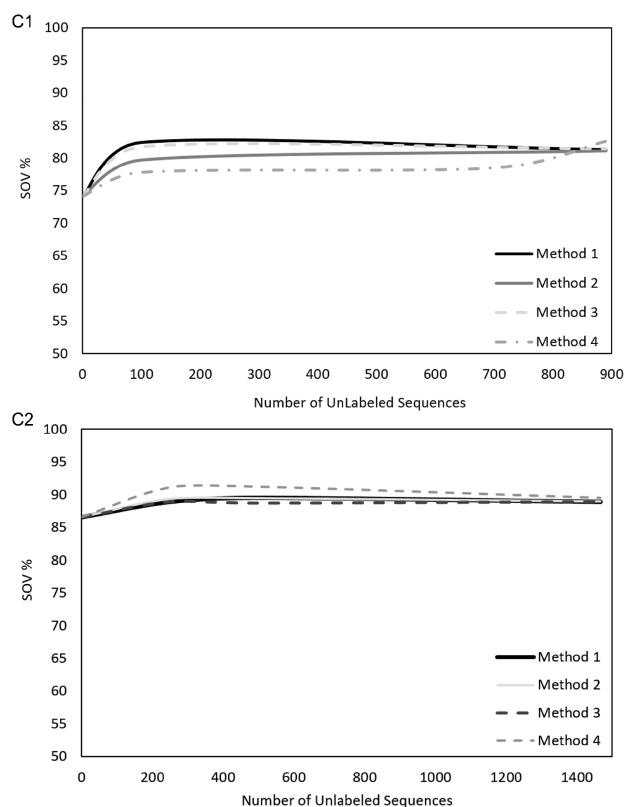 C1
100
95
90
85
80
75
70
65
60
55
50
SOV %
Method 1
Method 2
Method 3
Method 4
0 100 200 300 400 500 600 700 800 900
Number of UnLabeled Sequences
C2
100
95
90
85
80
75
70
65
60
55
50
SOV %
Method 1
Method 2
Method 3
Method 4
0 200 400 600 800 1000 1200 1400
Number of Unlabeled Sequences